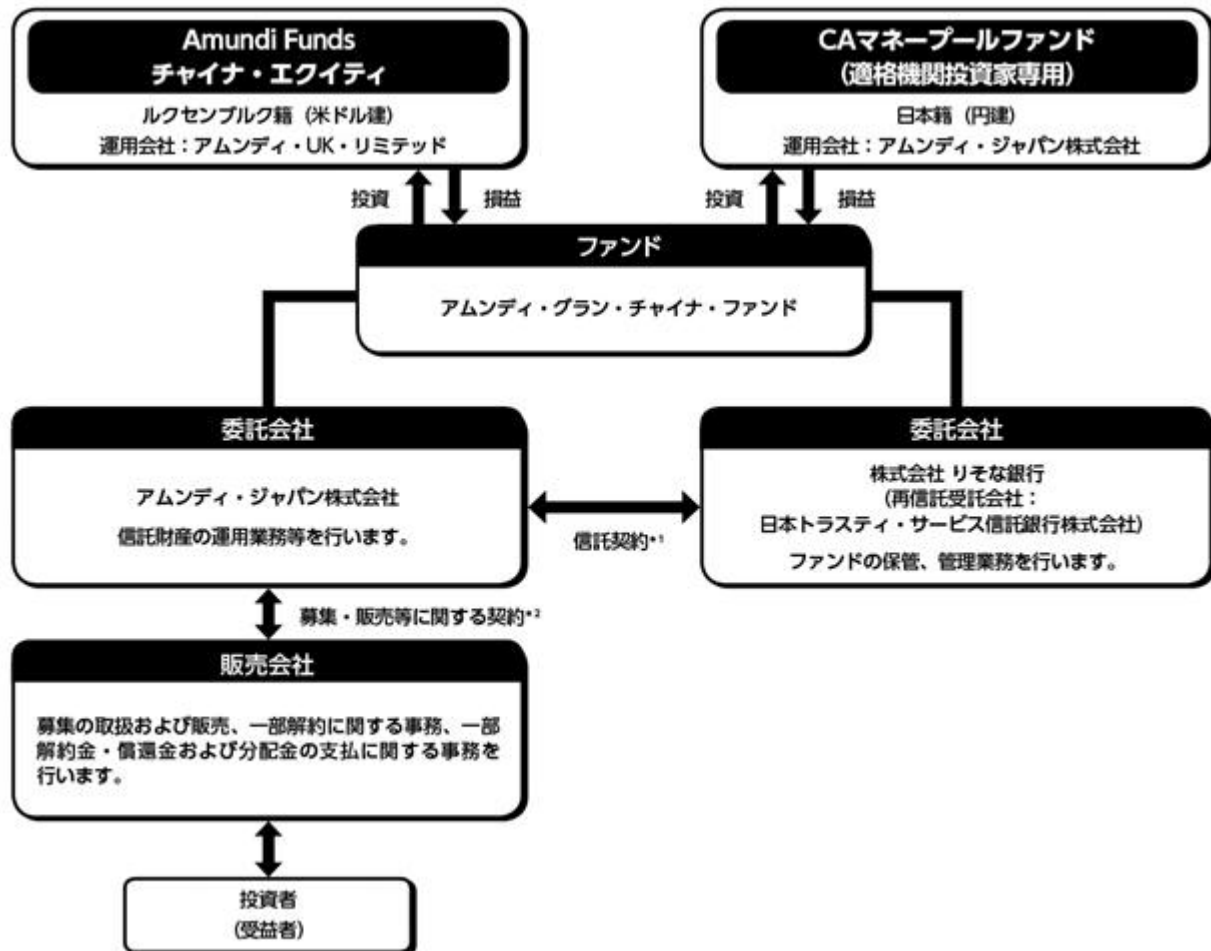 Amundi Funds
チャイナ・エクイティ
ルクセンブルク籍（米ドル建）
運用会社：アムンディ・UK・リミテッド
CAマネープールファンド
（適格機関投資家専用）
日本籍（円建）
運用会社：アムンディ・ジャパン株式会社
投資
損益
投資
損益
ファンド
アムンディ・グラン・チャイナ・ファンド
委託会社
アムンディ・ジャパン株式会社
信託財産の運用業務等を行います。
信託契約*1
委託会社
株式会社 りそな銀行
（再信託受託会社：
日本トラスティ・サービス信託銀行株式会社）
ファンドの保管、管理業務を行います。
募集・販売等に関する契約*2
販売会社
募集の取扱および販売、一部解約に関する事務、一部
解約金・償還金および分配金の支払に関する事務を
行います。
投資者
（受益者）